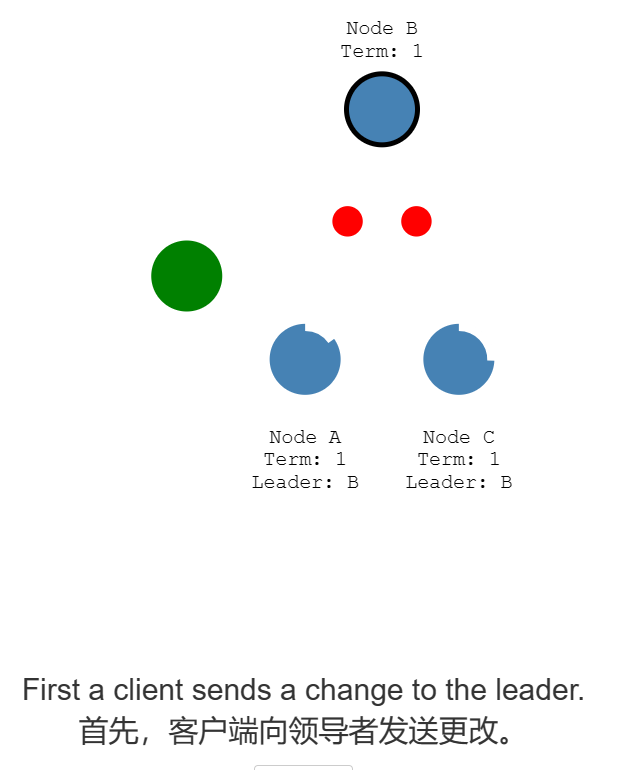 Node B
Term: 1
Node A
Term: 1
Leader: B
Node C
Term: 1
Leader: B
First a client sends a change to the leader.
首先，客户端向领导者发送更改。